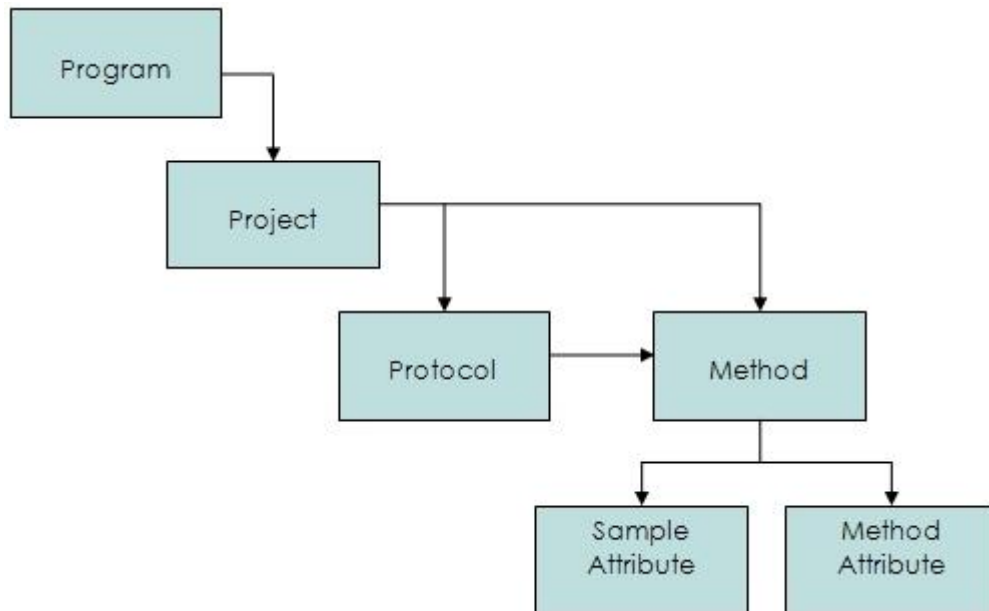 Program
Project
Protocol
Method
Sample
Attribute
Method
Attribute